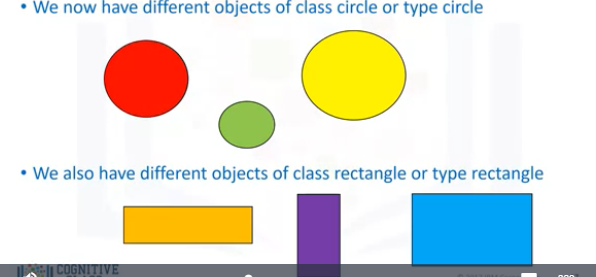 • We now have different objects of class circle or type circle
• We also have different objects of class rectangle or type rectangle
COGNITIVE